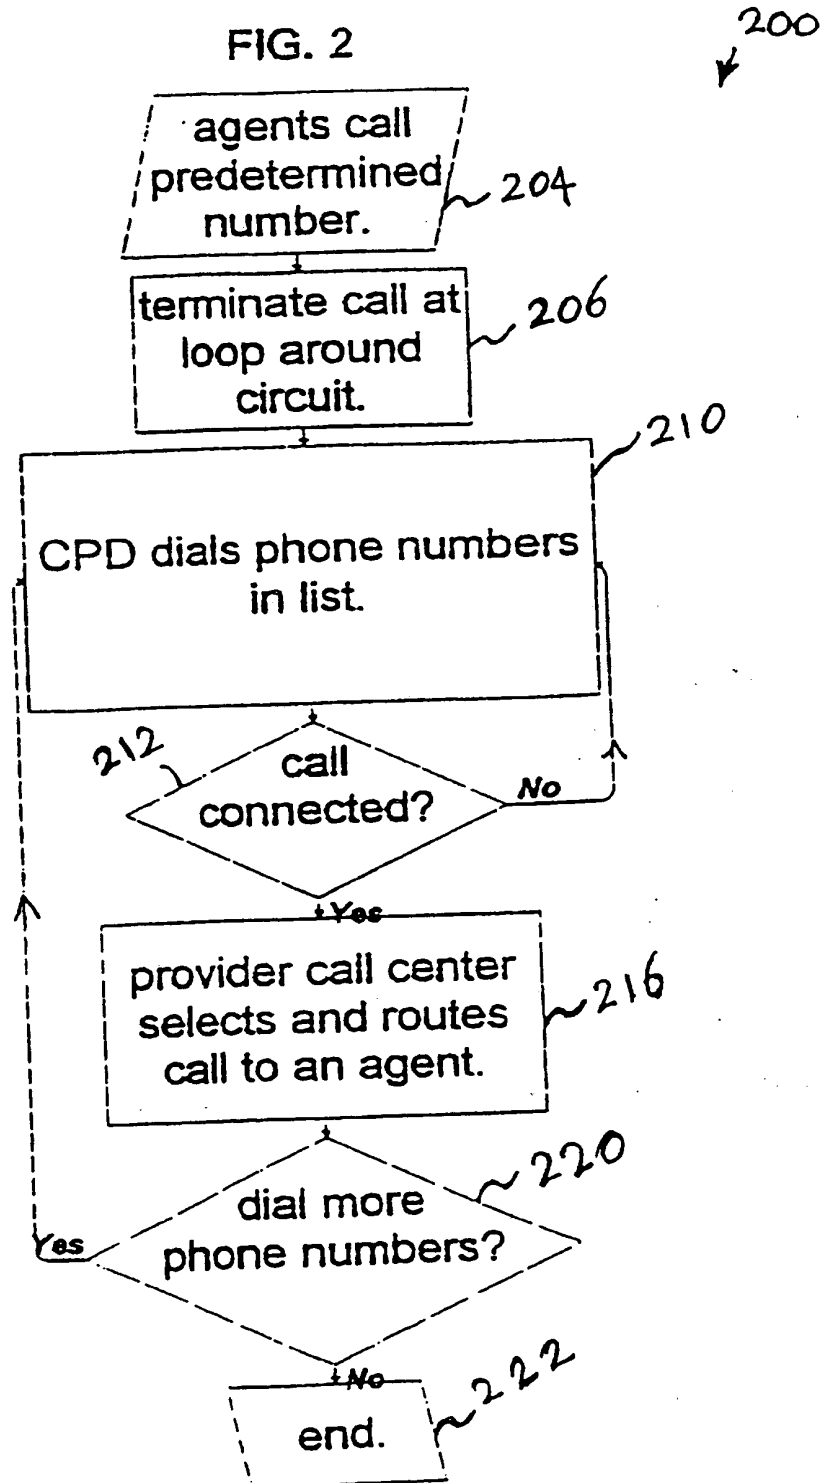 FIG. 2
200
agents call
predetermined
number.
204
terminate call at
loop around
circuit.
206
210
CPD dials phone numbers
in list.
212
call
connected?
No
Yes
provider call center
selects and routes
call to an agent.
216
220
dial more
phone numbers?
Yes
No
222
end.